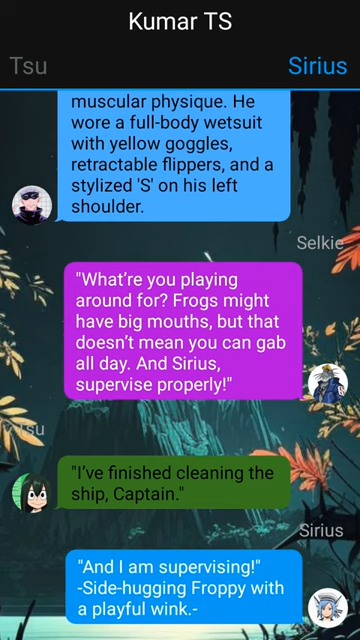 Kumar TS
Tsu
Sirius
muscular physique. He
wore a full-body wetsuit
with yellow goggles,
retractable flippers, and a
stylized 'S' on his left
shoulder.
Selkie
"What're you playing
around for? Frogs might
have big mouths, but that
doesn't mean you can gab
all day. And Sirius,
supervise properly!"
Tsu
"I've finished cleaning the
ship, Captain."
Sirius
"And I am supervising!"
-Side-hugging Froppy with
a playful wink.-